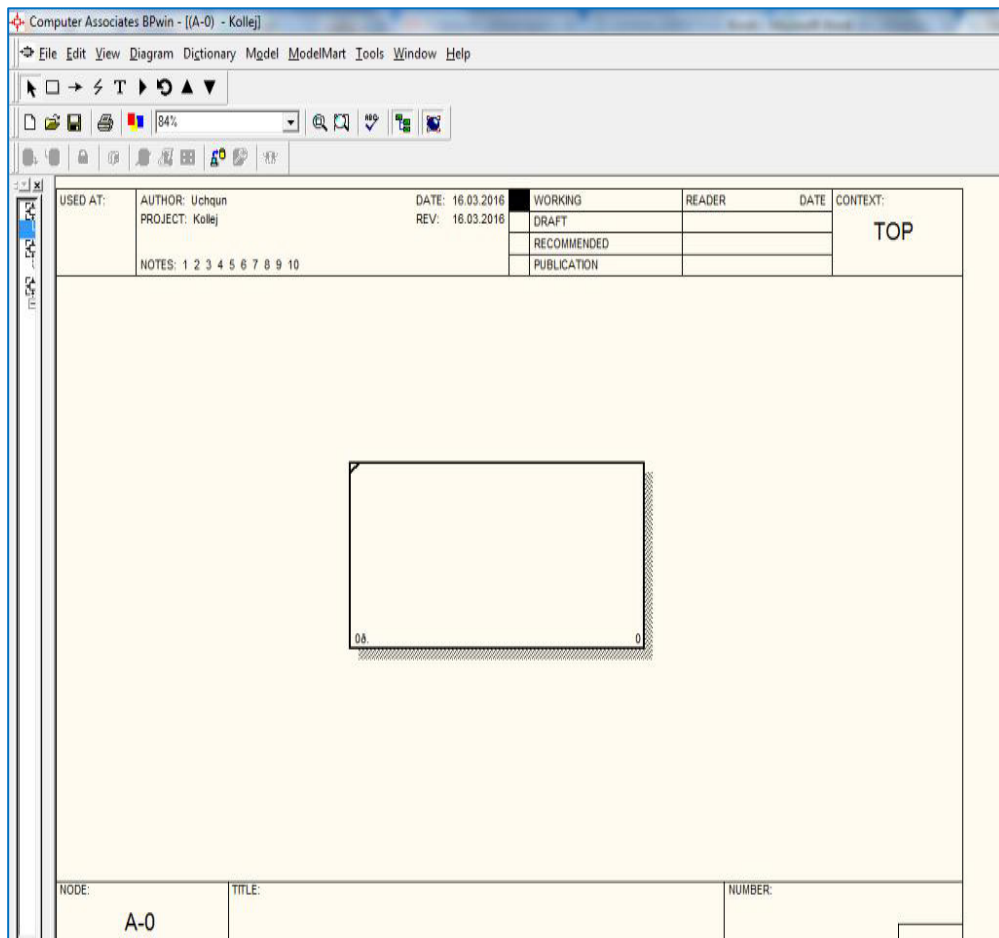 Computer Associates BPwin - [(A-0) - Kollej]
File Edit View Diagram Dictionary Model ModelMart Tools Window Help
T
84%
ABC
USED AT:
AUTHOR: Uchqun
PROJECT: Kollej
NOTES: 1 2 3 4 5 6 7 8 9 10
DATE: 16.03.2016
REV: 16.03.2016
WORKING
DRAFT
RECOMMENDED
PUBLICATION
READER DATE
CONTEXT:
TOP
0ð. 0
NODE:
A-0
TITLE:
NUMBER: